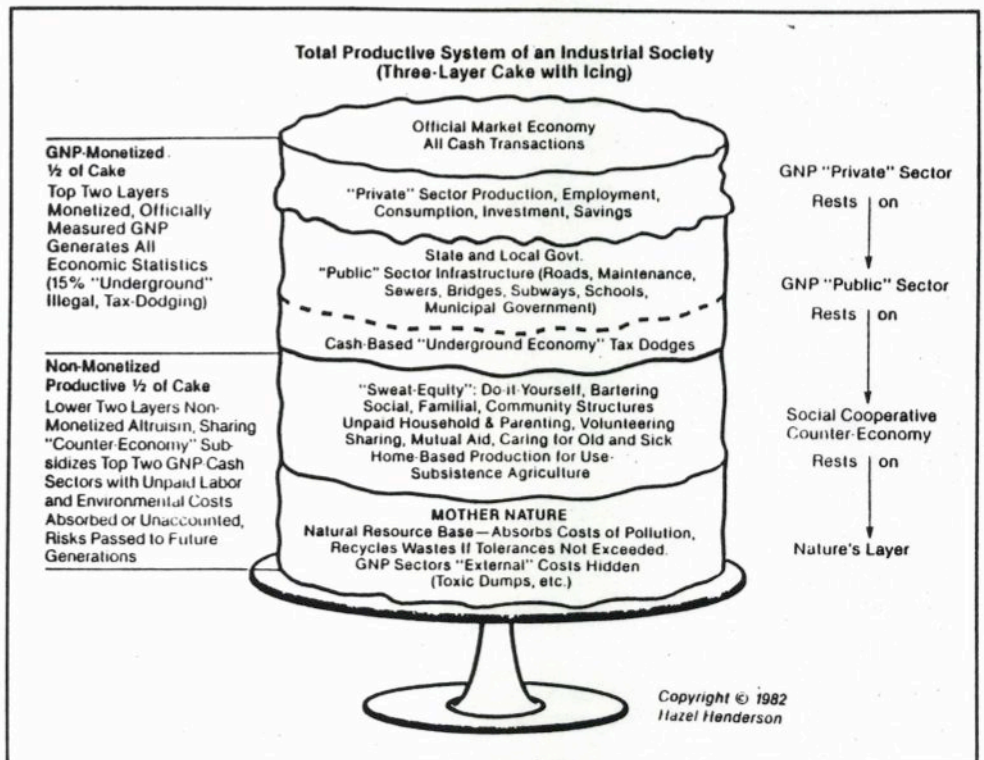 Total Productive System of an Industrial Society
(Three-Layer Cake with Icing)
Official Market Economy
All Cash Transactions
"Private" Sector Production, Employment,
Consumption, Investment, Savings
State and Local Govt.
"Public" Sector Infrastructure (Roads, Maintenance,
Sewers, Bridges, Subways, Schools,
Municipal Government)
Cash-Based "Underground Economy" Tax Dodges
"Sweat-Equity": Do-it-Yourself, Bartering
Social, Familial, Community Structures
Unpaid Household & Parenting, Volunteering
Sharing, Mutual Aid, Caring for Old and Sick
Home-Based Production for Use-
Subsistence Agriculture
MOTHER NATURE
Natural Resource Base—Absorbs Costs of Pollution,
Recycles Wastes If Tolerances Not Exceeded.
GNP Sectors "External" Costs Hidden
(Toxic Dumps, etc.)
GNP-Monetized
½ of Cake
Top Two Layers
Monetized, Officially
Measured GNP
Generates All
Economic Statistics
(15% "Underground"
Illegal, Tax-Dodging)
Non-Monetized
Productive ½ of Cake
Lower Two Layers Non-
Monetized Altruism, Sharing
"Counter-Economy" Sub-
sidizes Top Two GNP-Cash
Sectors with Unpaid Labor
and Environmental Costs
Absorbed or Unaccounted,
Risks Passed to Future
Generations
GNP "Private" Sector
Rests on
GNP "Public" Sector
Rests on
Social Cooperative
Counter-Economy
Rests on
Nature's Layer
Copyright © 1982
Hazel Henderson